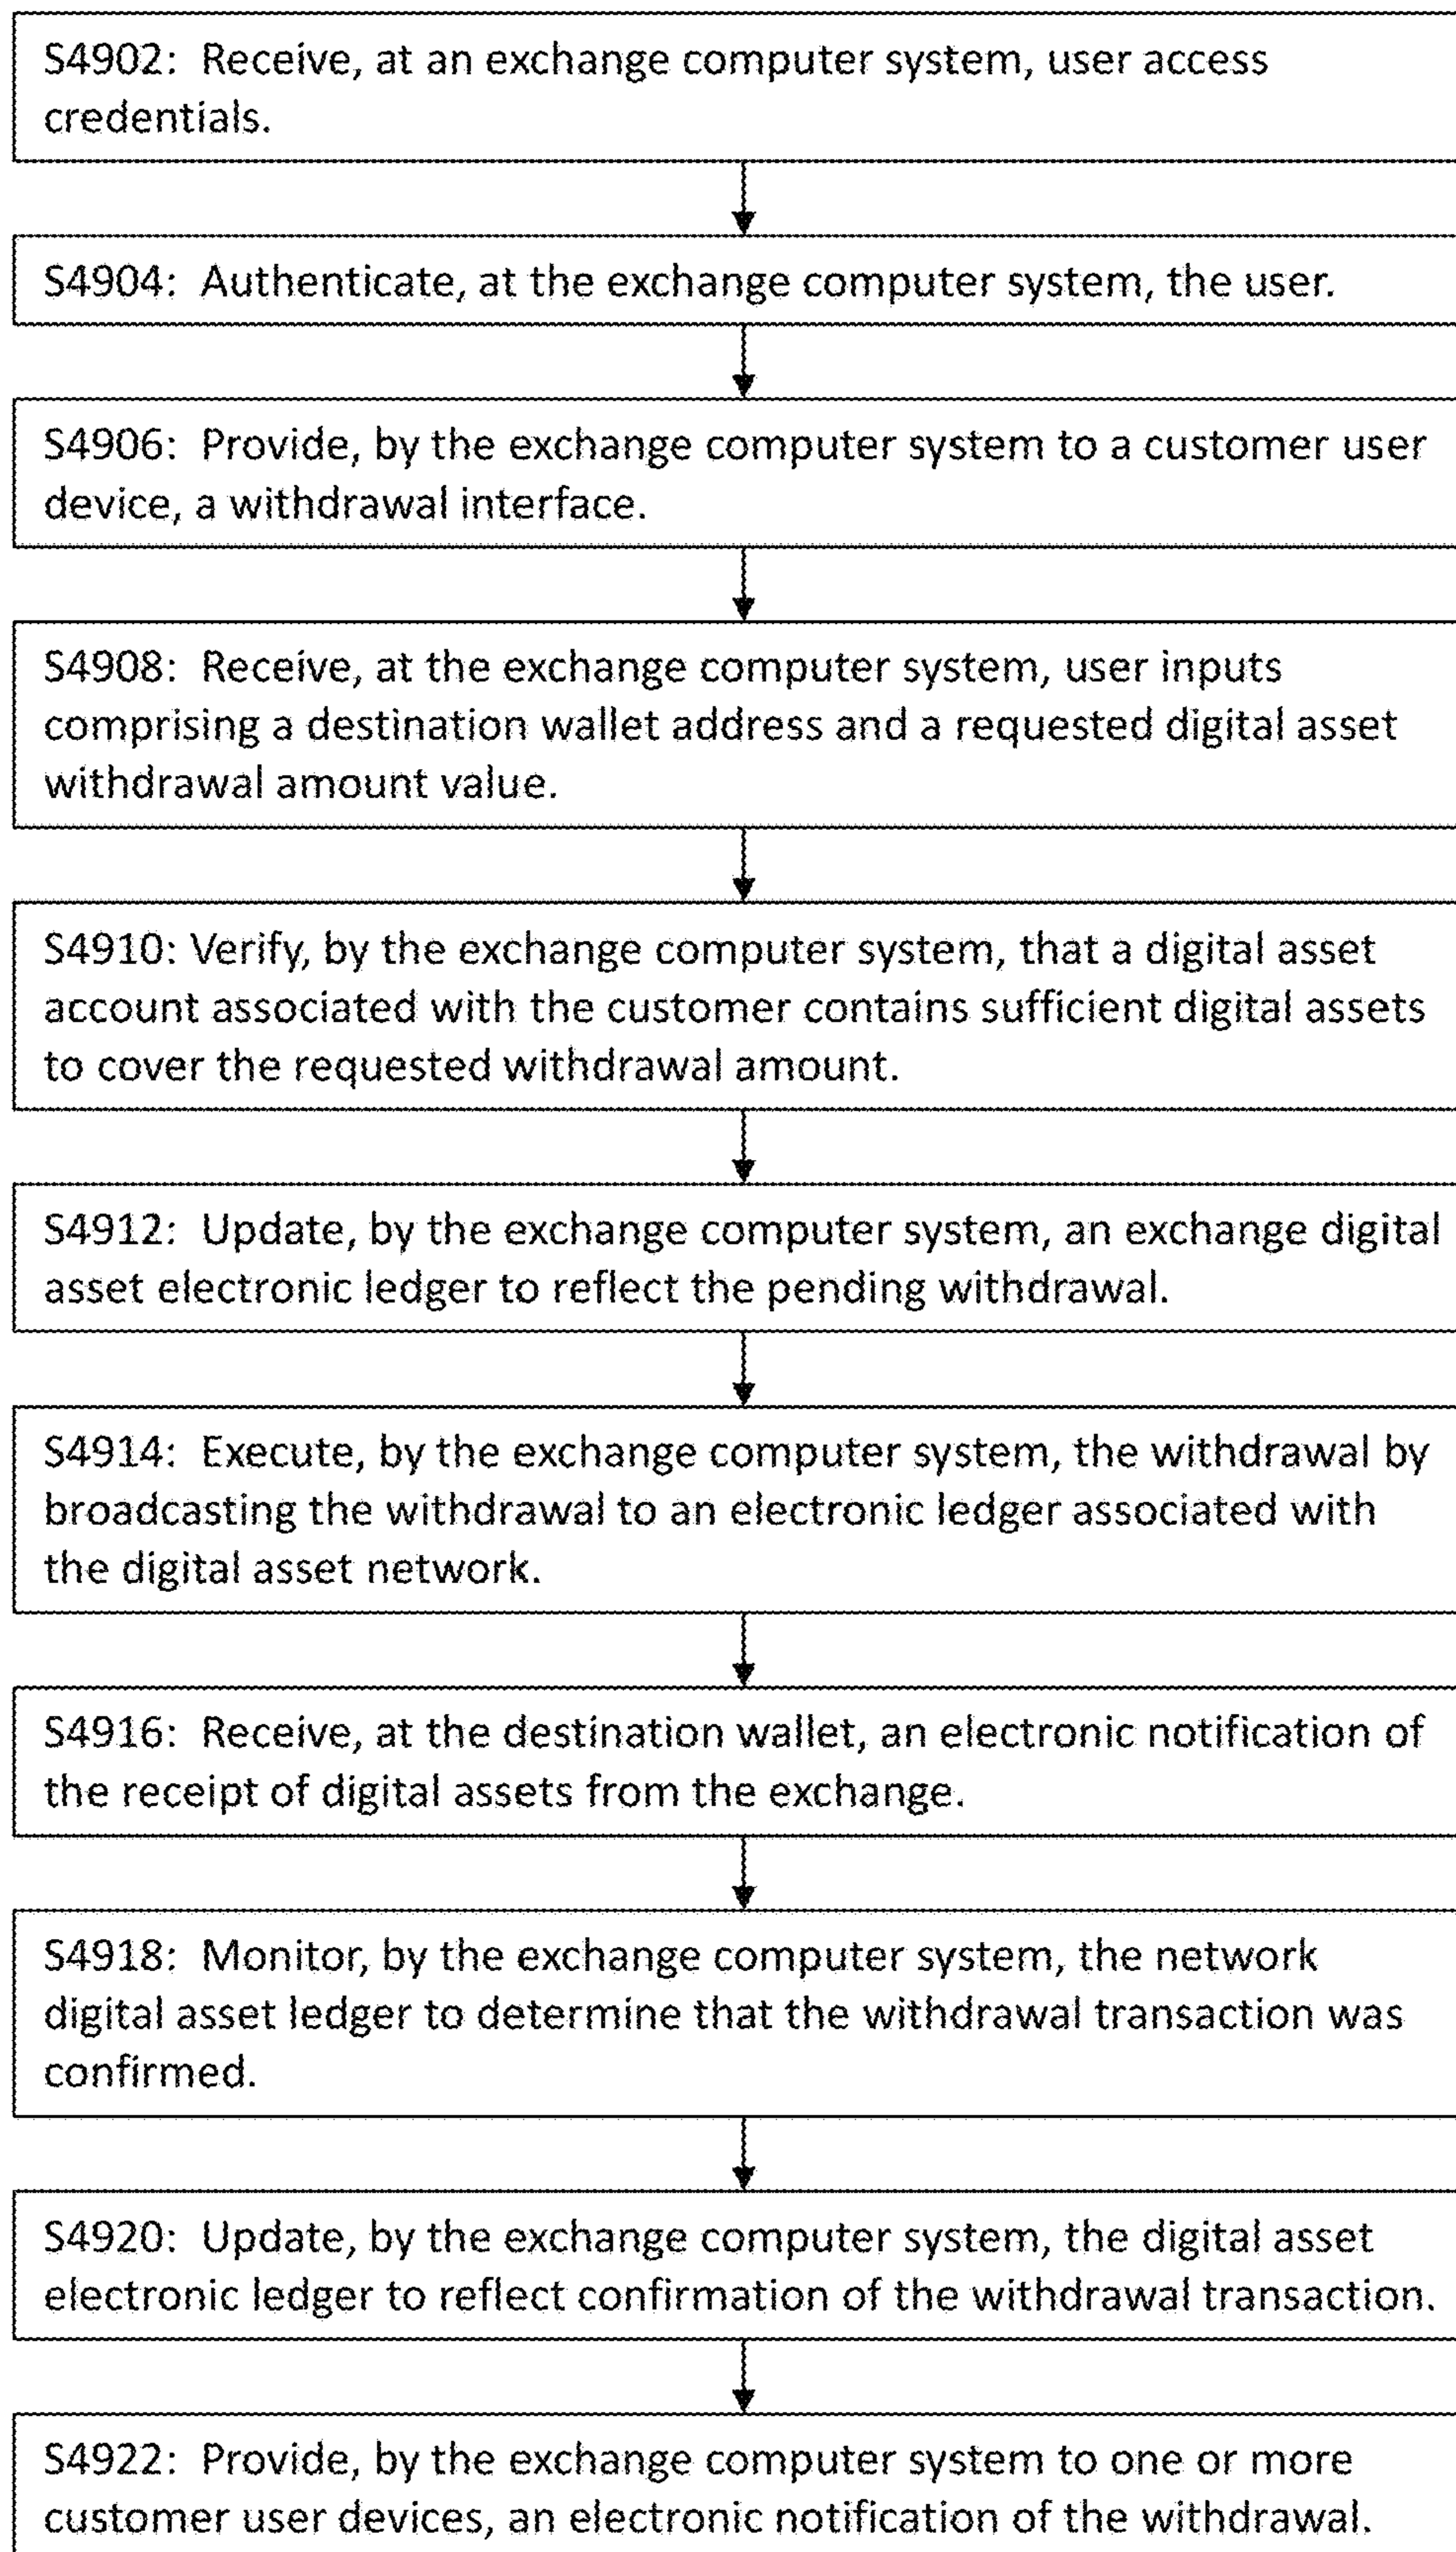 S4902: Receive, at an exchange computer system, user access
credentials.
S4904: Authenticate, at the exchange computer system, the user.
S4906: Provide, by the exchange computer system to a customer user
device, a withdrawal interface.
S4908: Receive, at the exchange computer system, user inputs
comprising a destination wallet address and a requested digital asset
withdrawal amount value.
S4910: Verify, by the exchange computer system, that a digital asset
account associated with the customer contains sufficient digital assets
to cover the requested withdrawal amount.
S4912: Update, by the exchange computer system, an exchange digital
asset electronic ledger to reflect the pending withdrawal.
S4914: Execute, by the exchange computer system, the withdrawal by
broadcasting the withdrawal to an electronic ledger associated with
the digital asset network.
S4916: Receive, at the destination wallet, an electronic notification of
the receipt of digital assets from the exchange.
S4918: Monitor, by the exchange computer system, the network
digital asset ledger to determine that the withdrawal transaction was
confirmed.
S4920: Update, by the exchange computer system, the digital asset
electronic ledger to reflect confirmation of the withdrawal transaction.
S4922: Provide, by the exchange computer system to one or more
customer user devices, an electronic notification of the withdrawal.